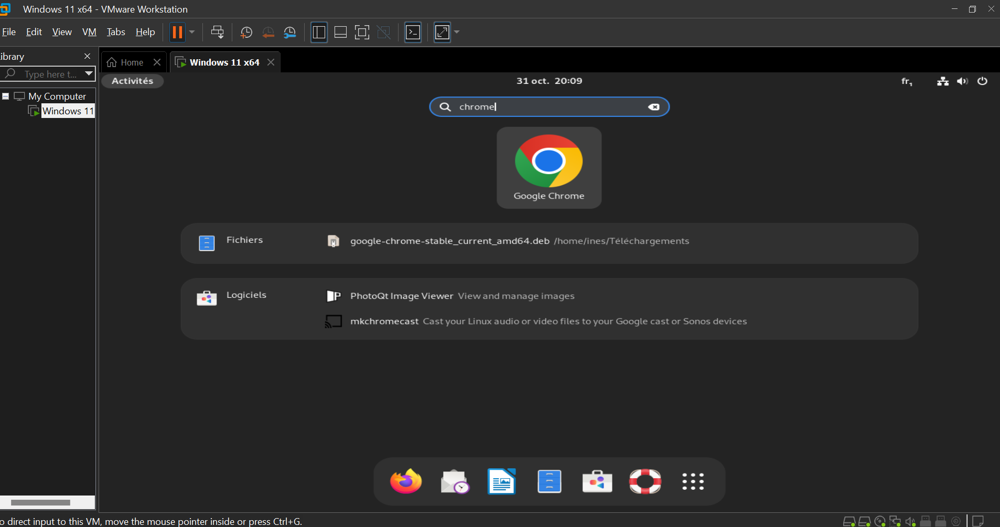 Windows 11 x64 - VMware Workstation
File Edit View VM Tabs Help
ibrary
Home
Windows 11 x64
Type here t...
Activités
31 oct. 20:09
fr₁
My Computer
Windows 11
chrome
Google Chrome
Fichiers
google-chrome-stable_current_amd64.deb /home/ines/Téléchargements
Logiciels
PhotoQt Image Viewer View and manage images
mkchromecast Cast your Linux audio or video files to your Google cast or Sonos devices
o direct input to this VM, move the mouse pointer inside or press Ctrl+G.